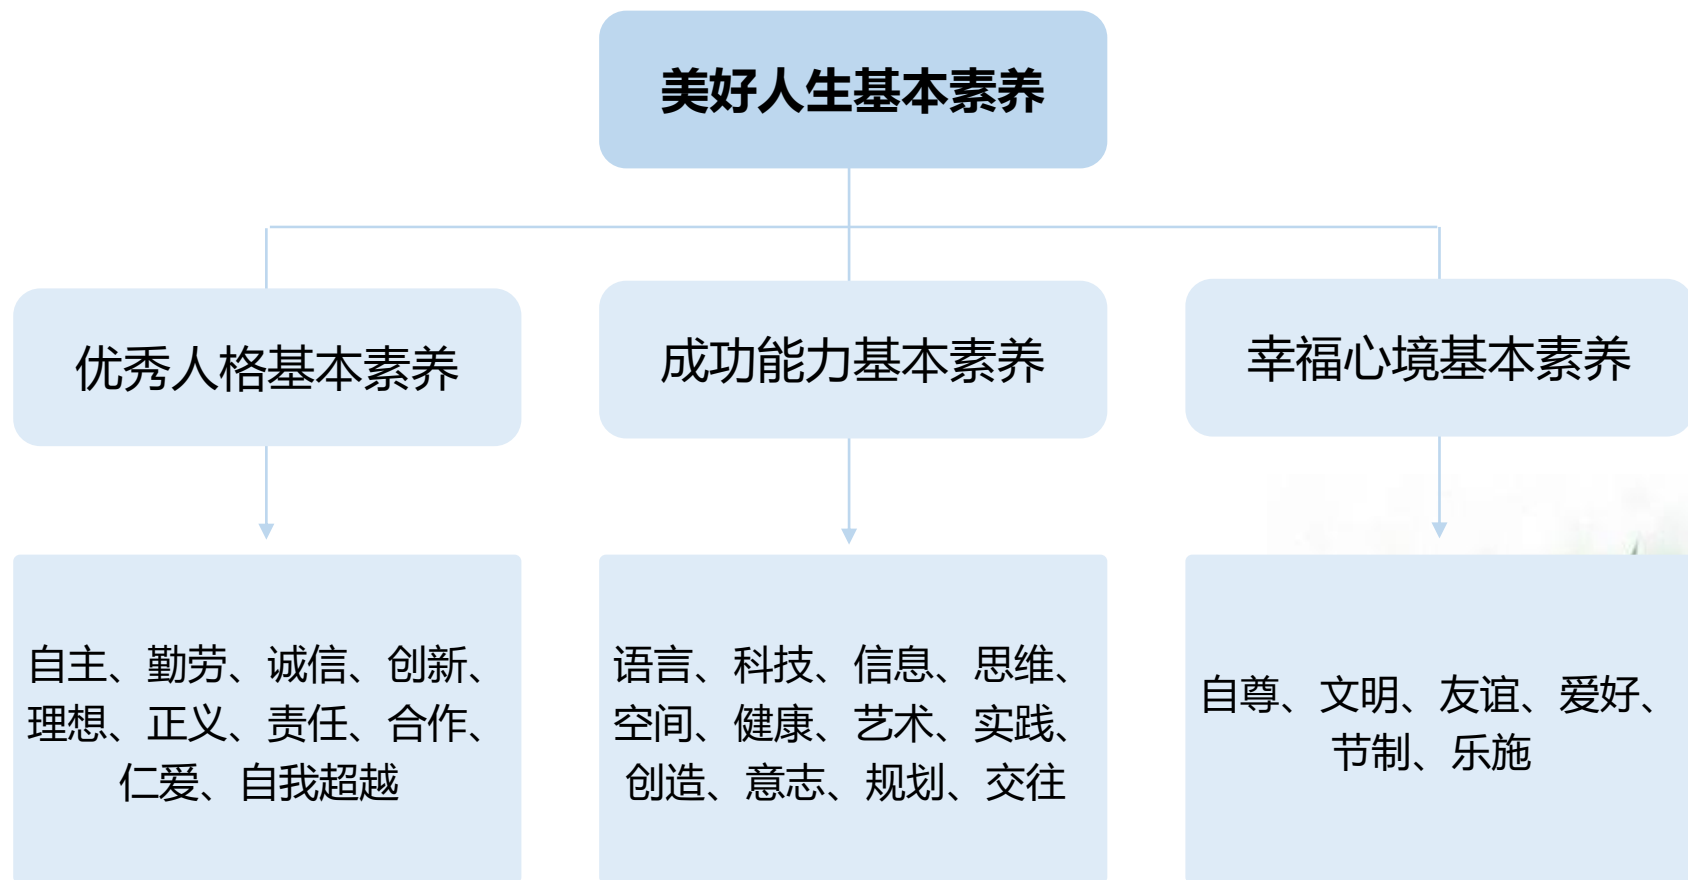 美好人生基本素养
优秀人格基本素养
成功能力基本素养
幸福心境基本素养
自主、勤劳、诚信、创新、
理想、正义、责任、合作、
仁爱、自我超越
语言、科技、信息、思维、
空间、健康、艺术、实践、
创造、意志、规划、交往
自尊、文明、友谊、爱好、
节制、乐施